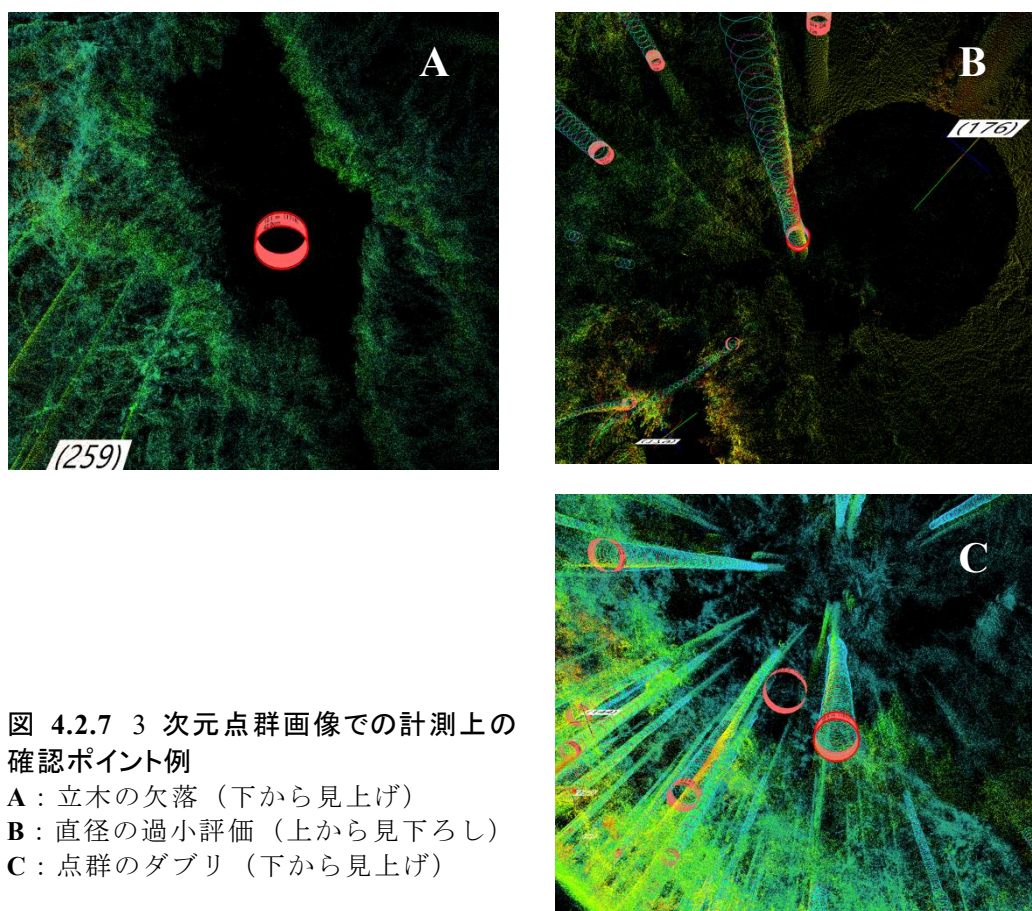 A
(259)
B
(176)
C
図 4.2.7 3 次元点群画像での計測上の
確認ポイント例
A：立木の欠落（下から見上げ）
B：直径の過小評価（上から見下ろし）
C：点群のダブリ（下から見上げ）